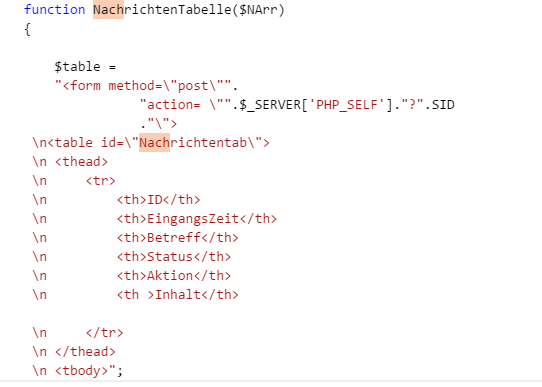 function NachrichtenTabelle($NArr)
{
$table =
"<form method=\"post\"".
"action= \"".$_SERVER['PHP_SELF']."?".SID
."\">
\n<table id=\"Nachrichtentab\">
\n <thead>
\n <tr>
\n <th>ID</th>
\n <th>EingangsZeit</th>
\n <th>Betreff</th>
\n <th>Status</th>
\n <th>Aktion</th>
\n <th >Inhalt</th>
\n </tr>
\n </thead>
\n <tbody>";